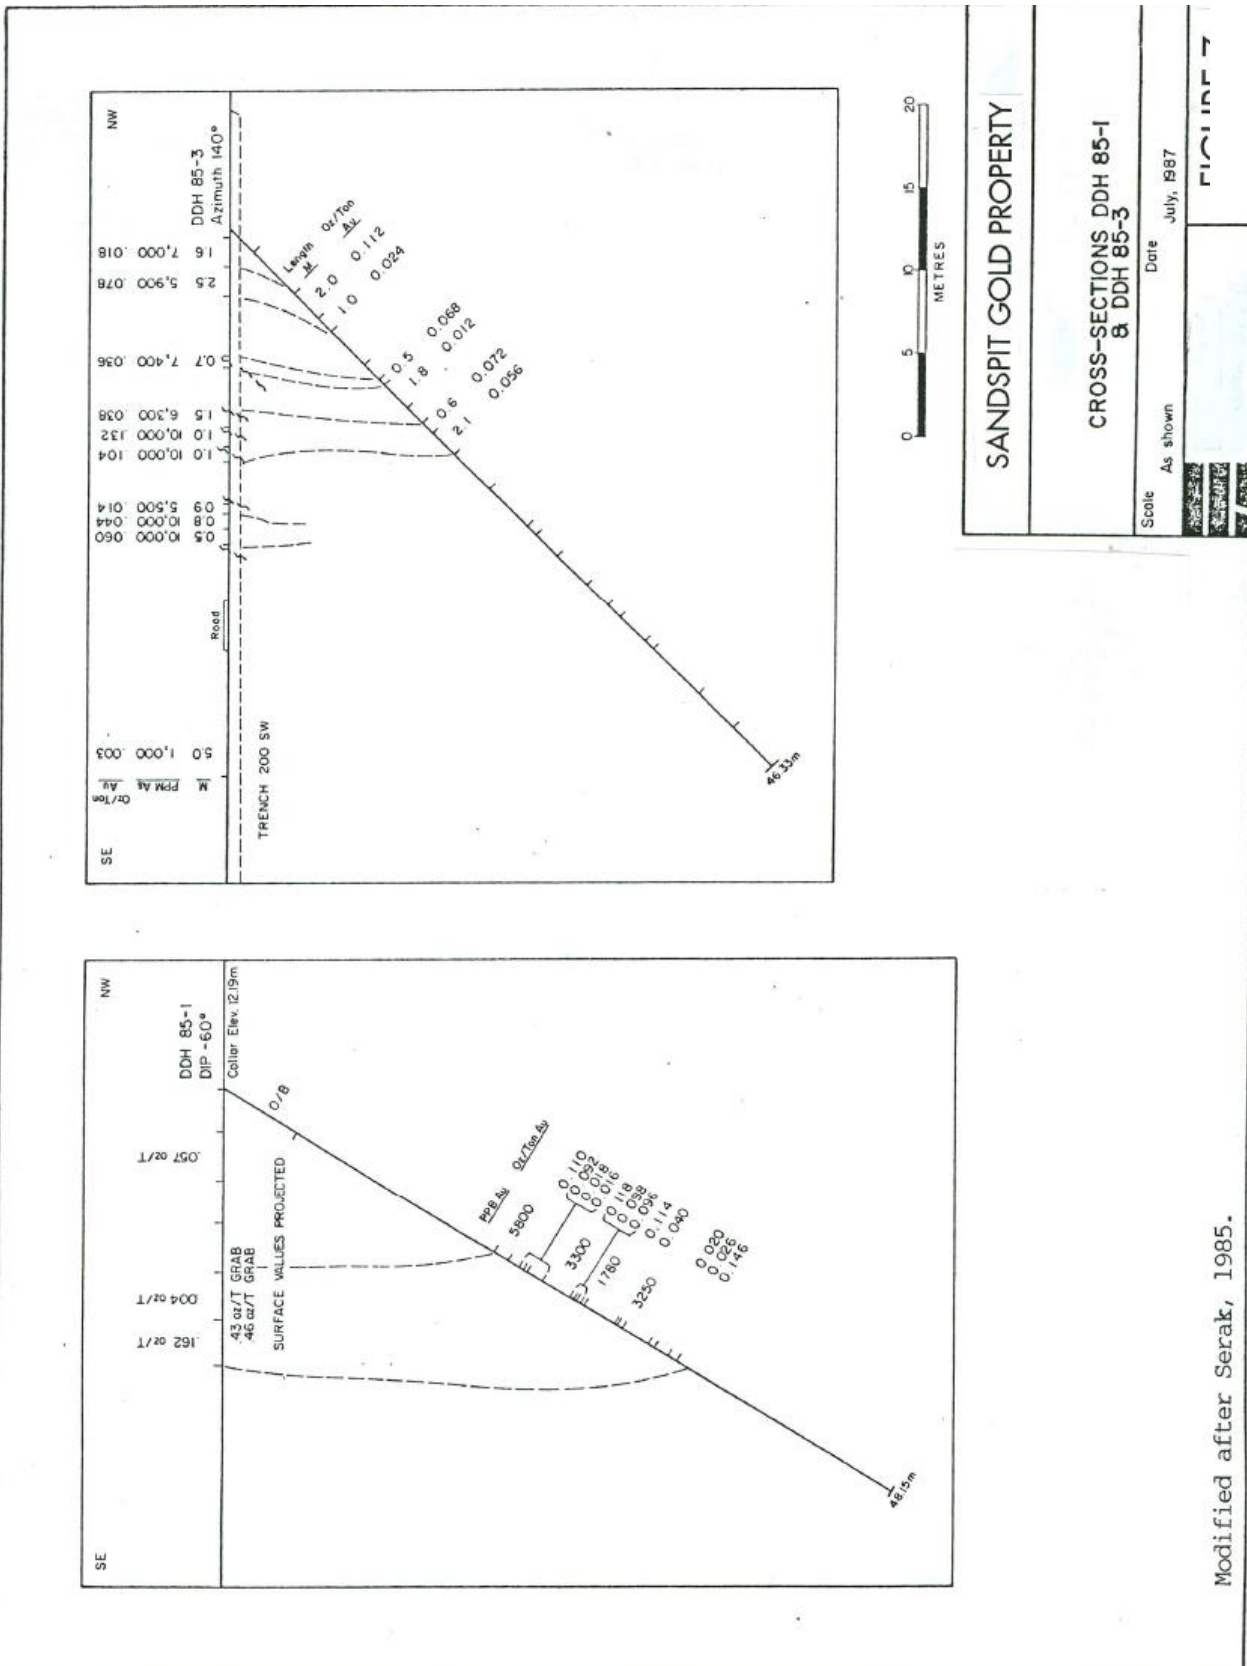 SE
NW
DDH 85-1
DIP -60°
Collar Elev. 12.19m
.162 oz/T
.004 oz/T
.057 oz/T
.43 oz/T GRAB
.46 oz/T GRAB
SURFACE VALUES PROJECTED
O/B
PPB Au
Oz/Ton Au
5800
0.110
0.092
0.018
0.016
3300
0.118
0.098
0.096
1780
0.114
0.040
3250
0.020
0.026
0.146
48.15m
SE
NW
Oz/Ton
Au
PPM As
M
.003 1,000 5.0
.060 10,000 0.5
.044 10,000 0.8
.014 5,500 0.9
.104 10,000 1.0
.132 10,000 1.0
.038 6,300 1.5
.036 7,400 0.7
.078 5,900 2.5
.018 7,000 1.6
DDH 85-3
Azimuth 140°
Road
TRENCH 200 SW
Length
M
Oz/Ton
Au
2.0 0.112
1.0 0.024
0.5 0.068
1.8 0.012
0.6 0.072
2.1 0.056
46.33m
0 5 10 15 20
METRES
SANDSPIT GOLD PROPERTY
CROSS-SECTIONS DDH 85-1
& DDH 85-3
Scale
As shown
Date
July, 1987
Modified after Serak, 1985.